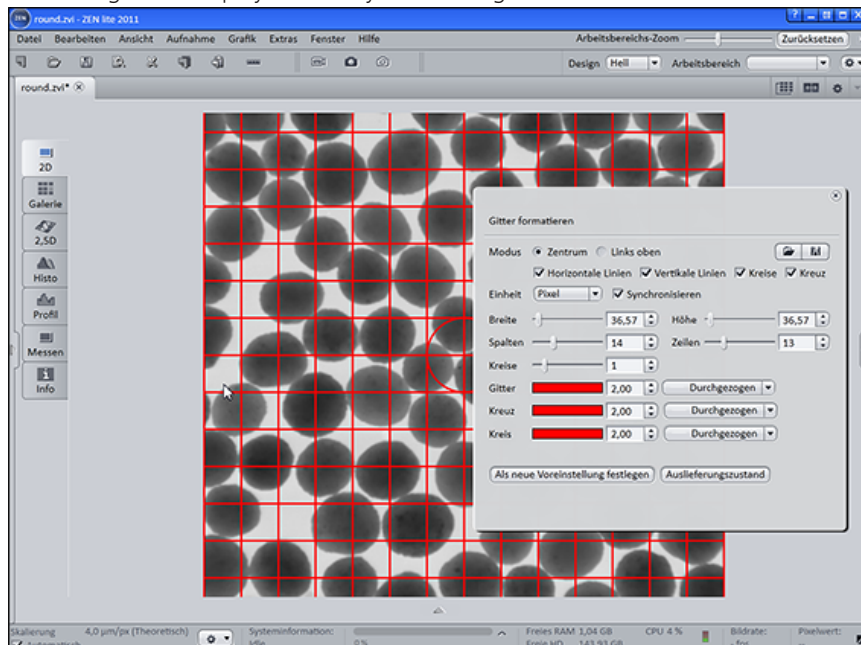 ZEN round.zvi - ZEN lite 2011
Datei Bearbeiten Ansicht Aufnahme Grafik Extras Fenster Hilfe Arbeitsbereichs-Zoom Zurücksetzen
Design Hell Arbeitsbereich
round.zvi*
2D
Galerie
2,5D
Histo
Profil
Messen
Info
Gitter formatieren
Modus Zentrum Links oben
Horizontale Linien Vertikale Linien Kreise Kreuz
Einheit Pixel Synchronisieren
Breite 36,57 Höhe 36,57
Spalten 14 Zeilen 13
Kreise 1
Gitter 2,00 Durchgezogen
Kreuz 2,00 Durchgezogen
Kreis 2,00 Durchgezogen
Als neue Voreinstellung festlegen Auslieferungszustand
Skalierung 4,0 µm/px (Theoretisch) Systeminformation: Freies RAM 1,04 GB CPU 4 % Bildrate: Pixelwert: